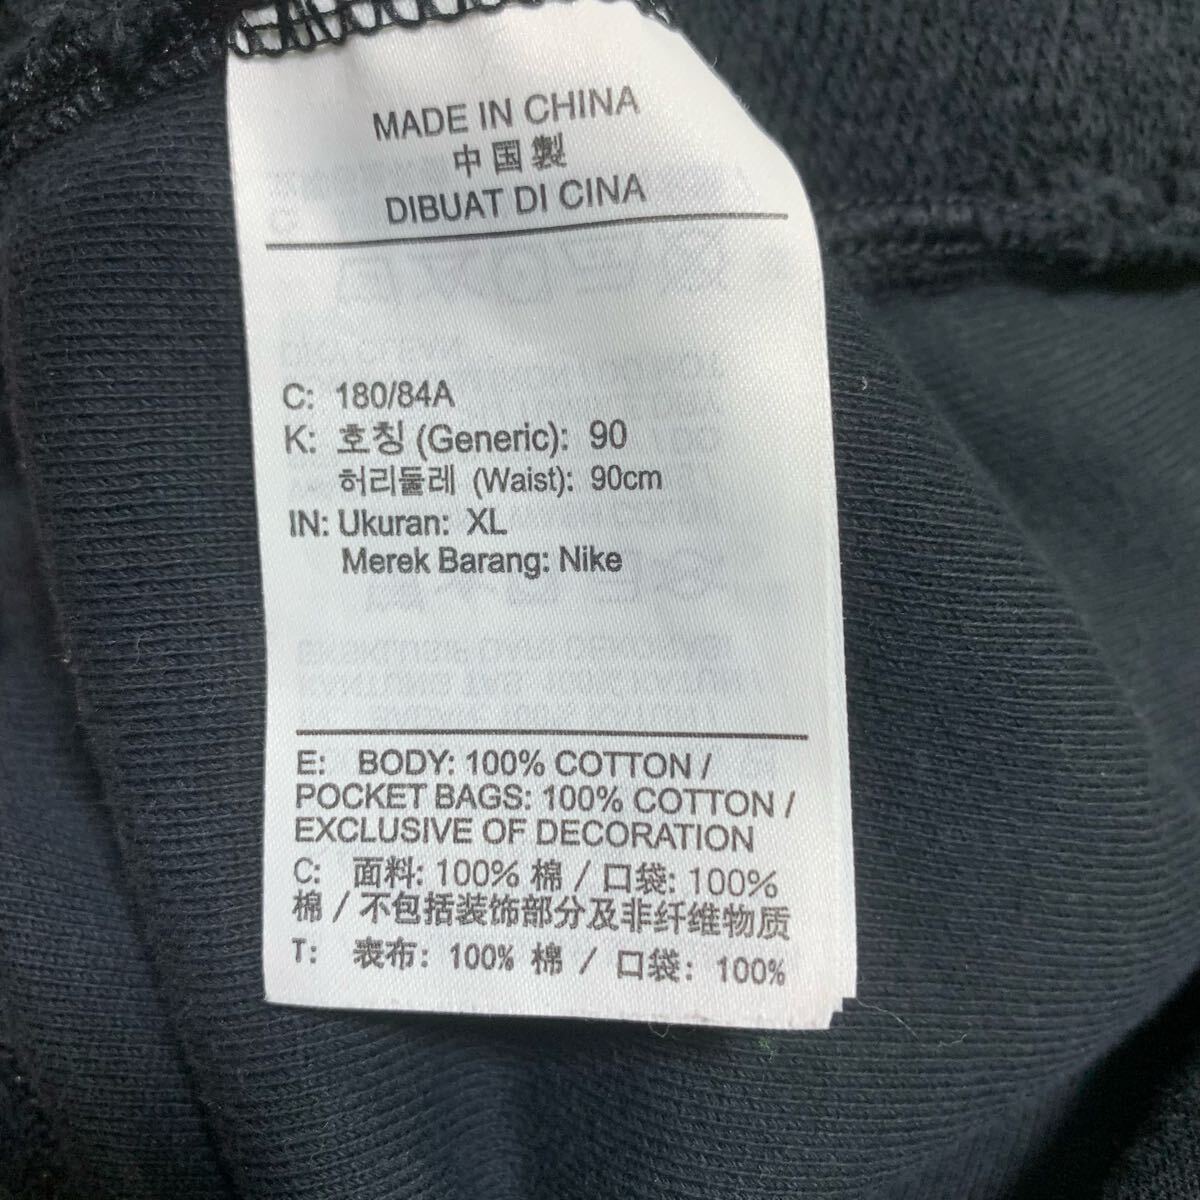 MADE IN CHINA
中国製
DIBUAT DI CINA
C: 180/84A
K: 호칭 (Generic): 90
허리둘레 (Waist): 90cm
IN: Ukuran: XL
Merek Barang: Nike
E: BODY: 100% COTTON /
POCKET BAGS: 100% COTTON /
EXCLUSIVE OF DECORATION
C: 面料: 100% 棉 / 口袋: 100%
棉 / 不包括装饰部分及非纤维物质
T: 表布: 100% 棉 / 口袋: 100%